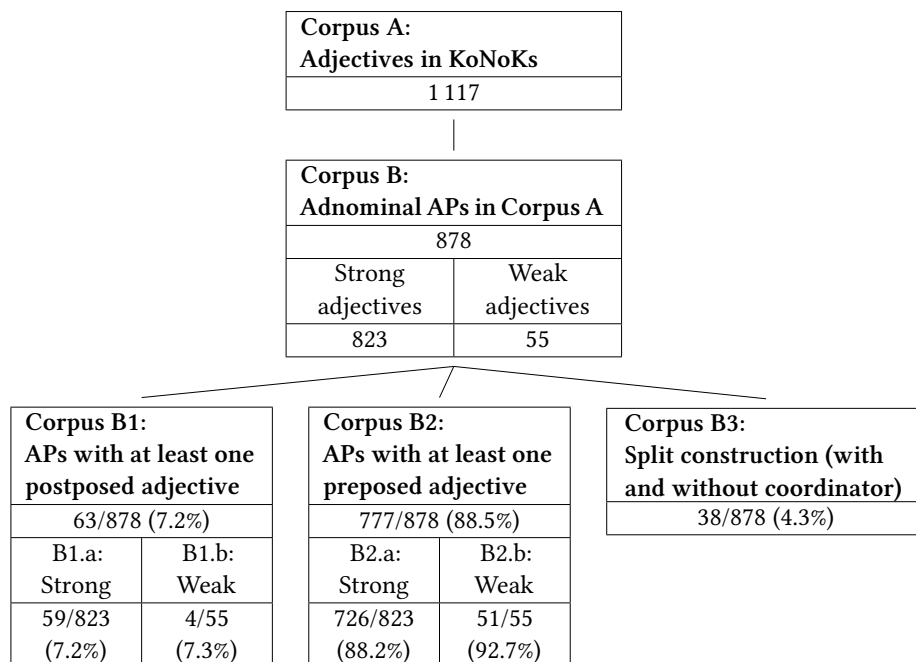 Corpus A:
Adjectives in KoNoKs
1 117
Corpus B:
Adnominal APs in Corpus A
878
Strong
adjectives
Weak
adjectives
823
55
Corpus B1:
APs with at least one
postposed adjective
63/878 (7.2%)
B1.a:
Strong
B1.b:
Weak
59/823
(7.2%)
4/55
(7.3%)
Corpus B2:
APs with at least one
preposed adjective
777/878 (88.5%)
B2.a:
Strong
B2.b:
Weak
726/823
(88.2%)
51/55
(92.7%)
Corpus B3:
Split construction (with
and without coordinator)
38/878 (4.3%)